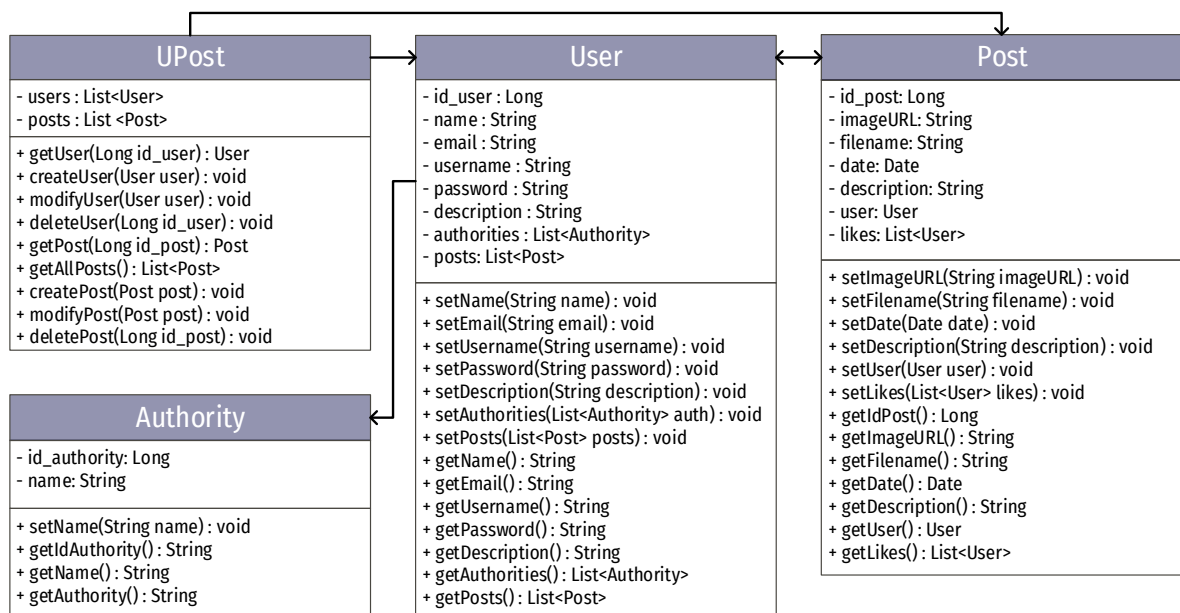 UPost
- users : List<User>
- posts : List <Post>
+ getUser(Long id_user) : User
+ createUser(User user) : void
+ modifyUser(User user) : void
+ deleteUser(Long id_user) : void
+ getPost(Long id_post) : Post
+ getAllPosts() : List<Post>
+ createPost(Post post) : void
+ modifyPost(Post post) : void
+ deletePost(Long id_post) : void
Authority
- id_authority: Long
- name: String
+ setName(String name) : void
+ getIdAuthority() : String
+ getName() : String
+ getAuthority() : String
User
- id_user : Long
- name : String
- email : String
- username : String
- password : String
- description : String
- authorities : List<Authority>
- posts: List<Post>
+ setName(String name) : void
+ setEmail(String email) : void
+ setUsername(String username) : void
+ setPassword(String password) : void
+ setDescription(String description) : void
+ setAuthorities(List<Authority> auth) : void
+ setPosts(List<Post> posts) : void
+ getName() : String
+ getEmail() : String
+ getUsername() : String
+ getPassword() : String
+ getDescription() : String
+ getAuthorities() : List<Authority>
+ getPosts() : List<Post>
Post
- id_post: Long
- imageURL: String
- filename: String
- date: Date
- description: String
- user: User
- likes: List<User>
+ setImageURL(String imageURL) : void
+ setFilename(String filename) : void
+ setDate(Date date) : void
+ setDescription(String description) : void
+ setUser(User user) : void
+ setLikes(List<User> likes) : void
+ getIdPost() : Long
+ getImageURL() : String
+ getFilename() : String
+ getDate() : Date
+ getDescription() : String
+ getUser() : User
+ getLikes() : List<User>